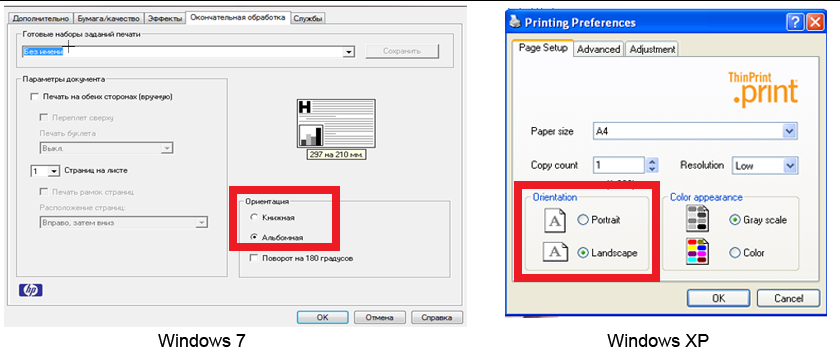 Дополнительно Бумага/качество Эффекты Окончательная обработка Службы
Готовые наборы заданий печати
Без имени
Сохранить
Параметры документа
Печать на обеих сторонах (вручную)
Переплет сверху
Печать буклета
Выкл.
1 Страниц на листе
Печать рамок страниц
Расположение страниц:
Вправо, затем вниз
H
297 на 210 мм.
Ориентация
Книжная
Альбомная
Поворот на 180 градусов
hp
OK Отмена Справка
Windows 7
Printing Preferences
Page Setup Advanced Adjustment
ThinPrint
.print
Paper size A4
Copy count 1 Resolution Low
Orientation
A Portrait
A Landscape
Color appearance
Gray scale
Color
OK Cancel
Windows XP